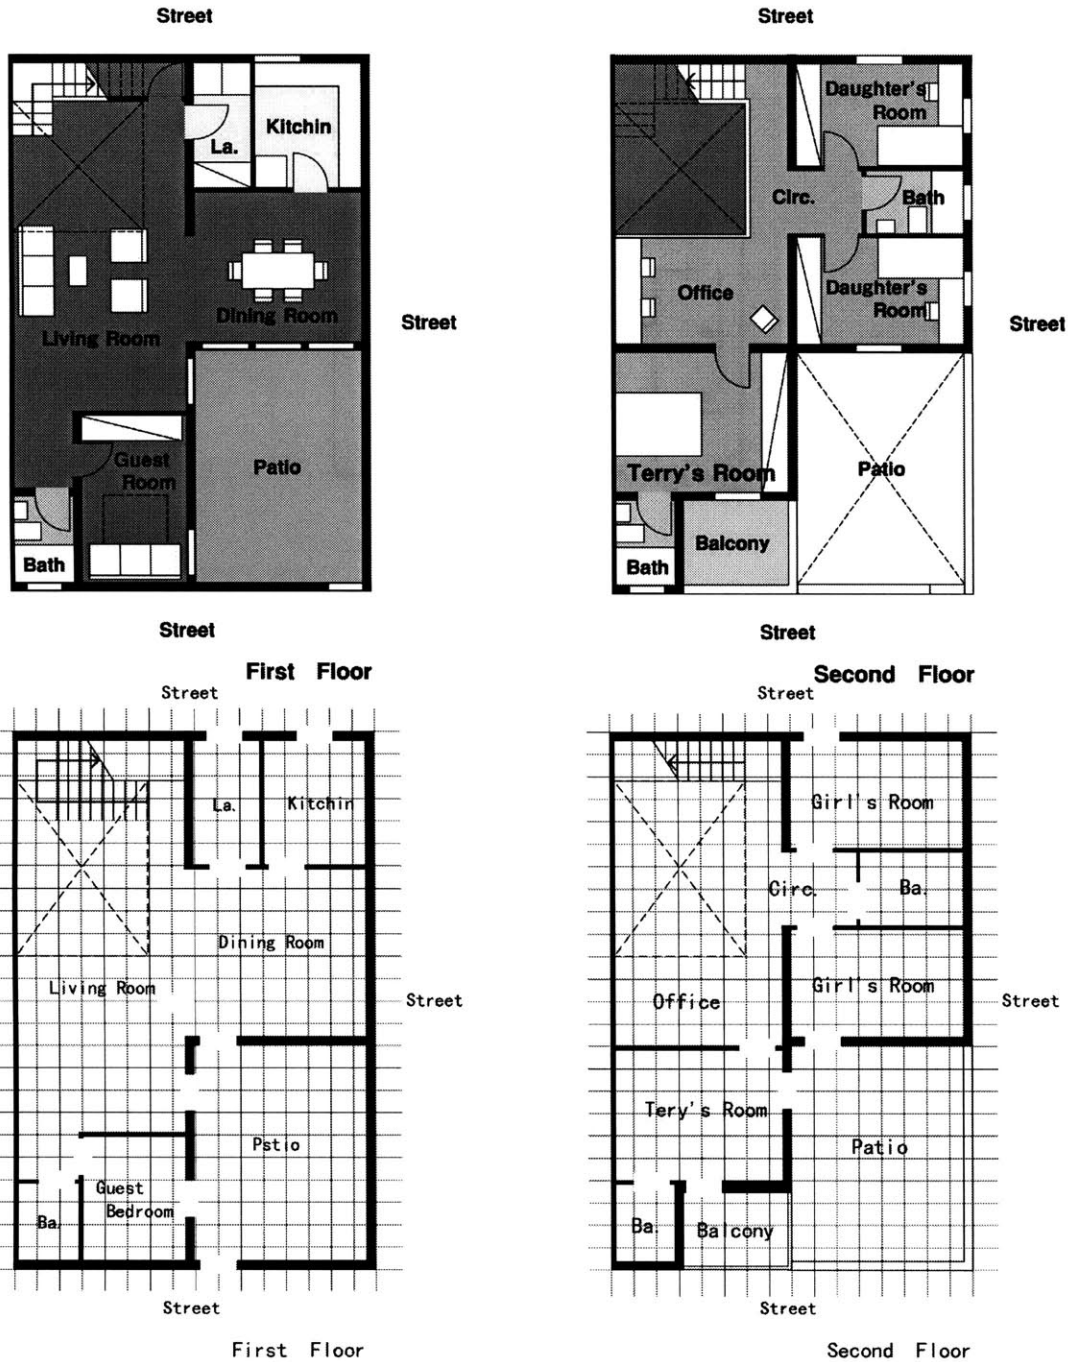 Street
Street
Kitchin
La.
Dining Room
Living Room
Street
Guest
Room
Patio
Bath
Street
First Floor
Daughter's
Room
Circ.
Bath
Office
Daughter's
Room
Street
Terry's Room
Patio
Balcony
Bath
Street
Second Floor
Street
La.
Kitchin
Dining Room
Living Room
Street
Pstio
Guest
Bedroom
Ba.
Street
First Floor
Street
Girl's Room
Circ.
Ba.
Girl's Room
Office
Street
Tery's Room
Patio
Ba.
Balcony
Street
Second Floor